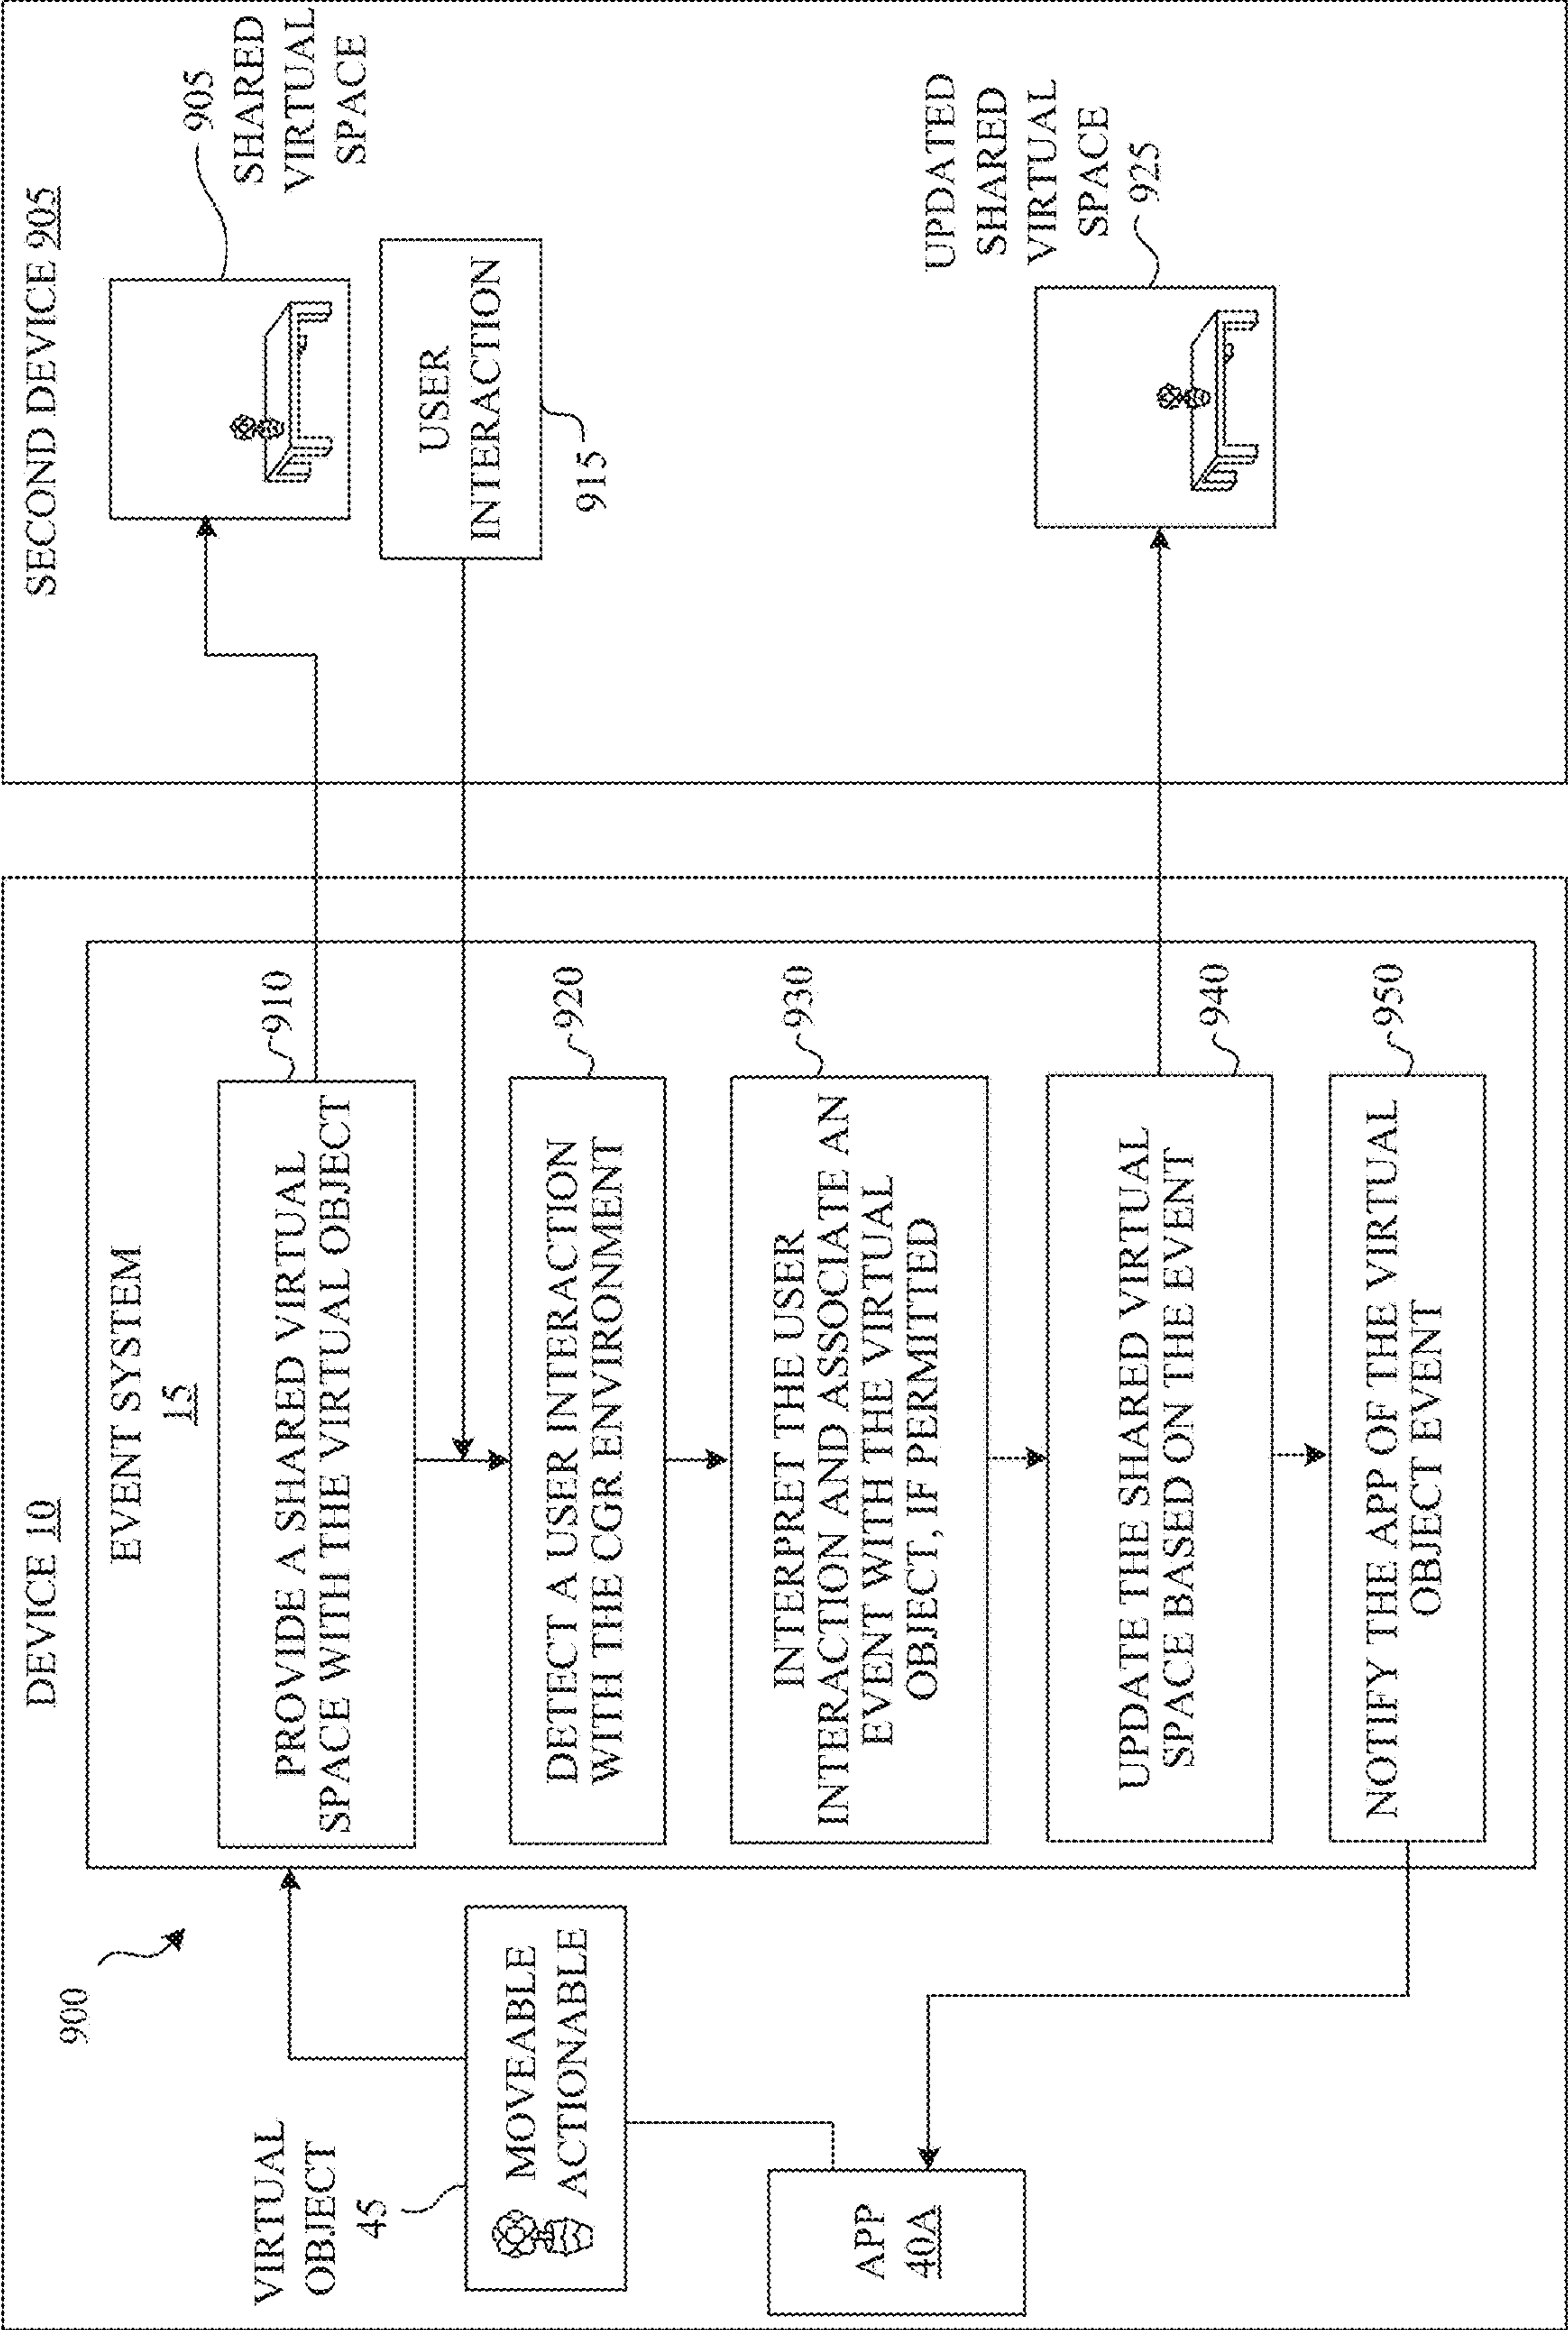 900
DEVICE 10
EVENT SYSTEM
15
VIRTUAL
OBJECT
45
MOVEABLE
ACTIONABLE
APP
40A
910
PROVIDE A SHARED VIRTUAL
SPACE WITH THE VIRTUAL OBJECT
920
DETECT A USER INTERACTION
WITH THE CGR ENVIRONMENT
930
INTERPRET THE USER
INTERACTION AND ASSOCIATE AN
EVENT WITH THE VIRTUAL
OBJECT, IF PERMITTED
940
UPDATE THE SHARED VIRTUAL
SPACE BASED ON THE EVENT
950
NOTIFY THE APP OF THE VIRTUAL
OBJECT EVENT
SECOND DEVICE 905
905
SHARED
VIRTUAL
SPACE
USER
INTERACTION
915
UPDATED
SHARED
VIRTUAL
SPACE
925